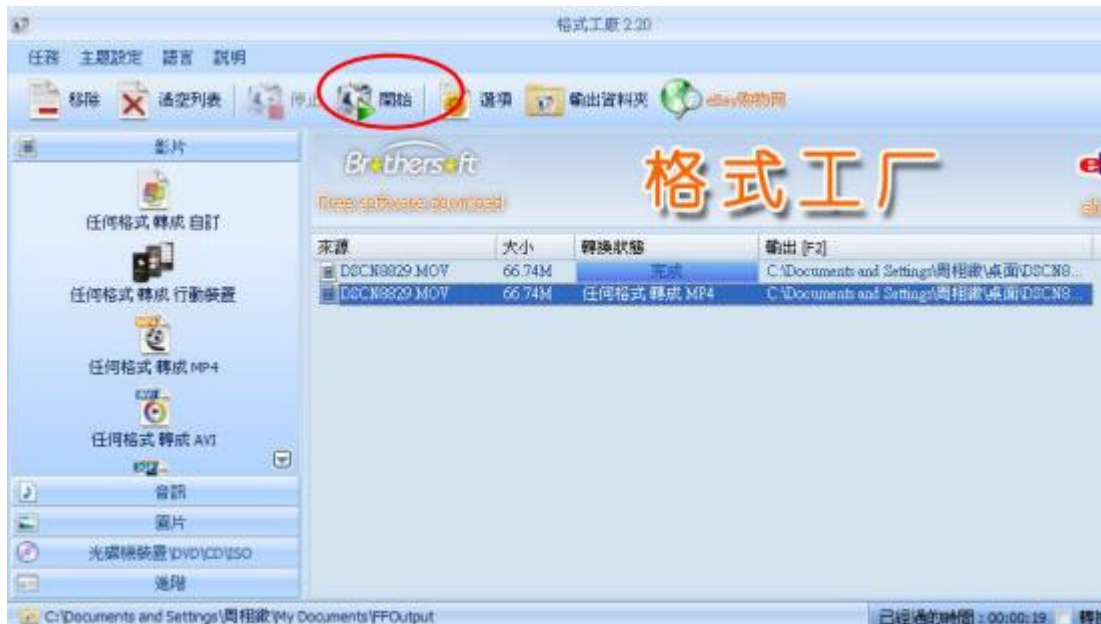 格式工廠 2.20
任務 主題設定 語言 說明
移除 清空列表 停止 開始 選項 輸出資料夾 eBay购物网
影片
Brothersoft
Free software download
格式工厂
任何格式 轉成 自訂
任何格式 轉成 行動裝置
任何格式 轉成 MP4
任何格式 轉成 AVI
音訊
圖片
光碟機裝置\DVD\CD\ISO
進階
來源 大小 轉換狀態 輸出 [F2]
DSCN8829.MOV 66.74M 完成 C:\Documents and Settings\周相\桌面\DSCN8...
DSCN8829.MOV 66.74M 任何格式 轉成 MP4 C:\Documents and Settings\周相\桌面\DSCN8...
C:\Documents and Settings\周相\My Documents\FFOutput
已經過的時間 : 00:00:19